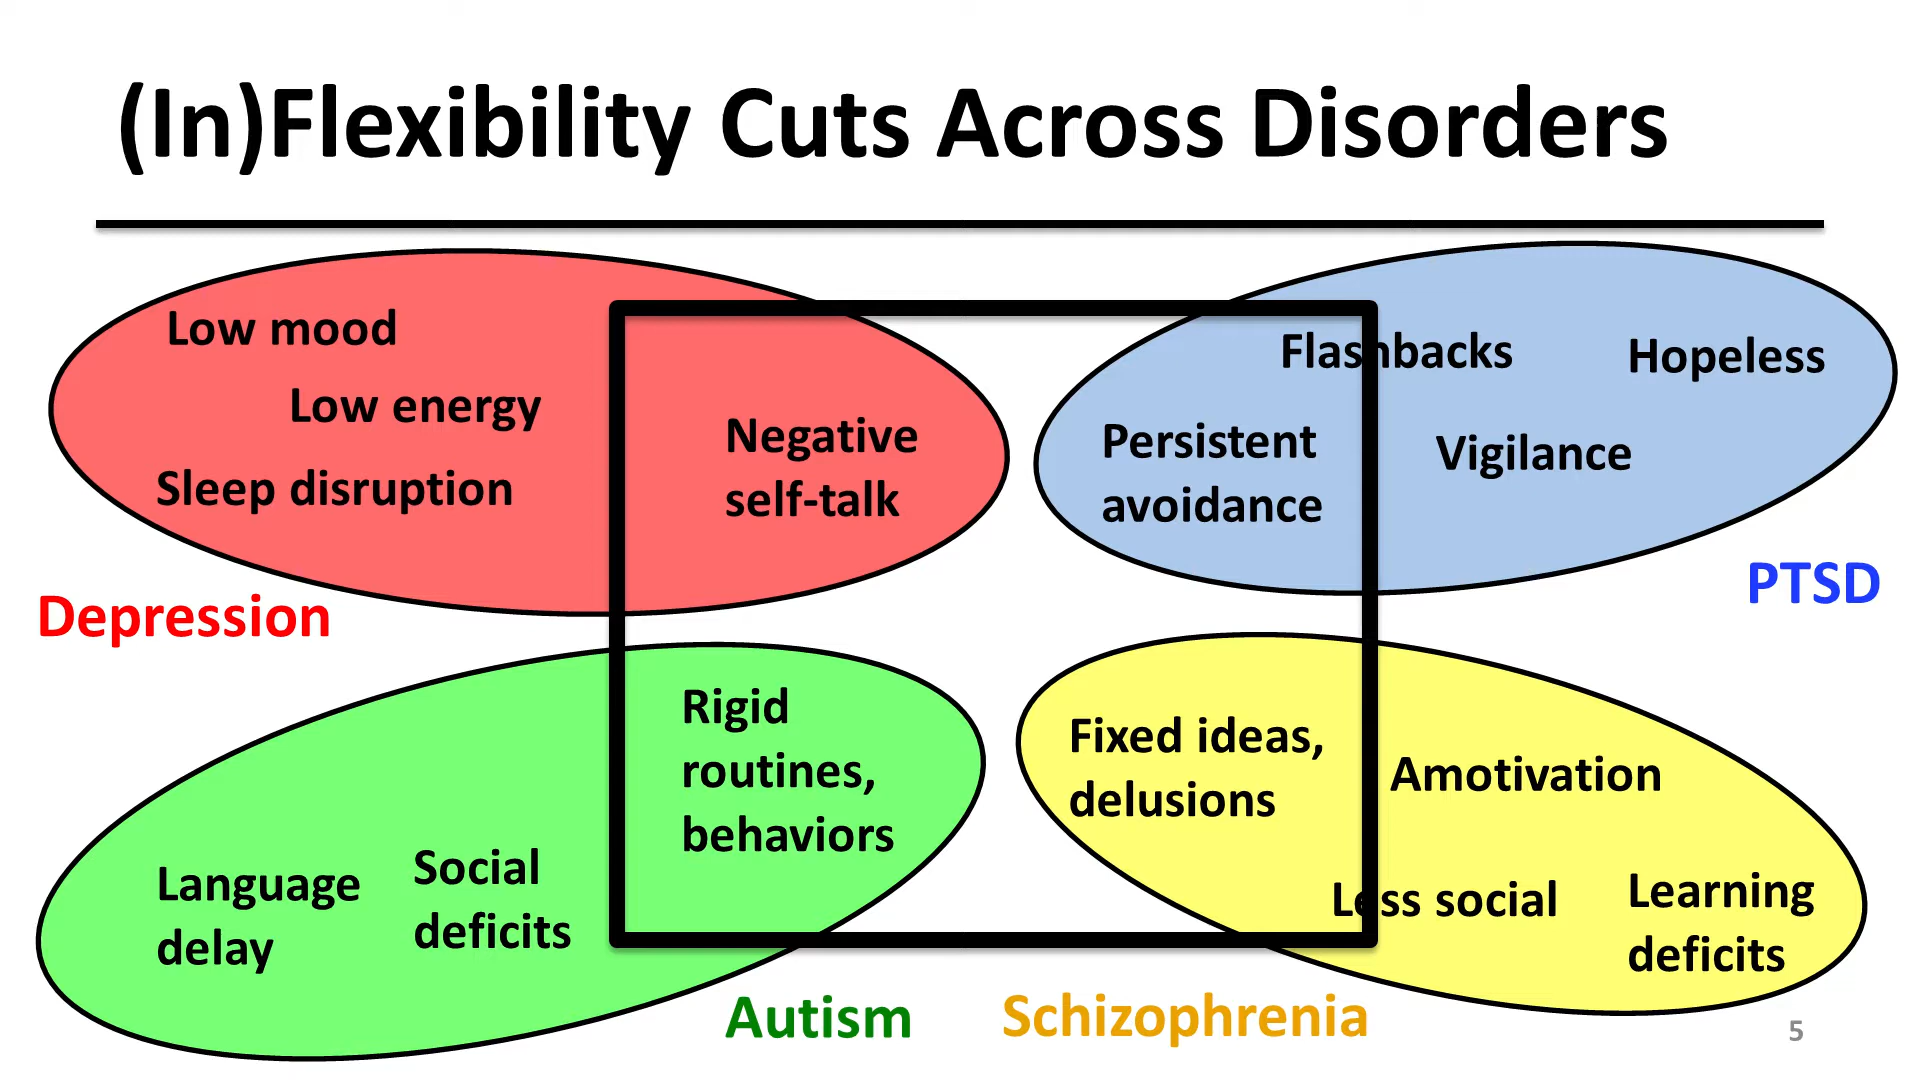 (In)Flexibility Cuts Across Disorders
Low mood
Low energy
Sleep disruption
Negative
self-talk
Depression
Flashbacks
Hopeless
Persistent
avoidance
Vigilance
PTSD
Rigid
routines,
behaviors
Language
delay
Social
deficits
Autism
Fixed ideas,
delusions
Amotivation
Less social
Learning
deficits
Schizophrenia
5